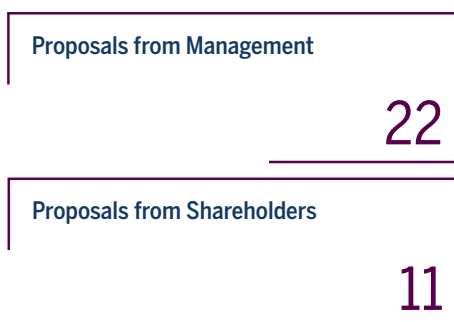 Proposals from Management
22
Proposals from Shareholders
11